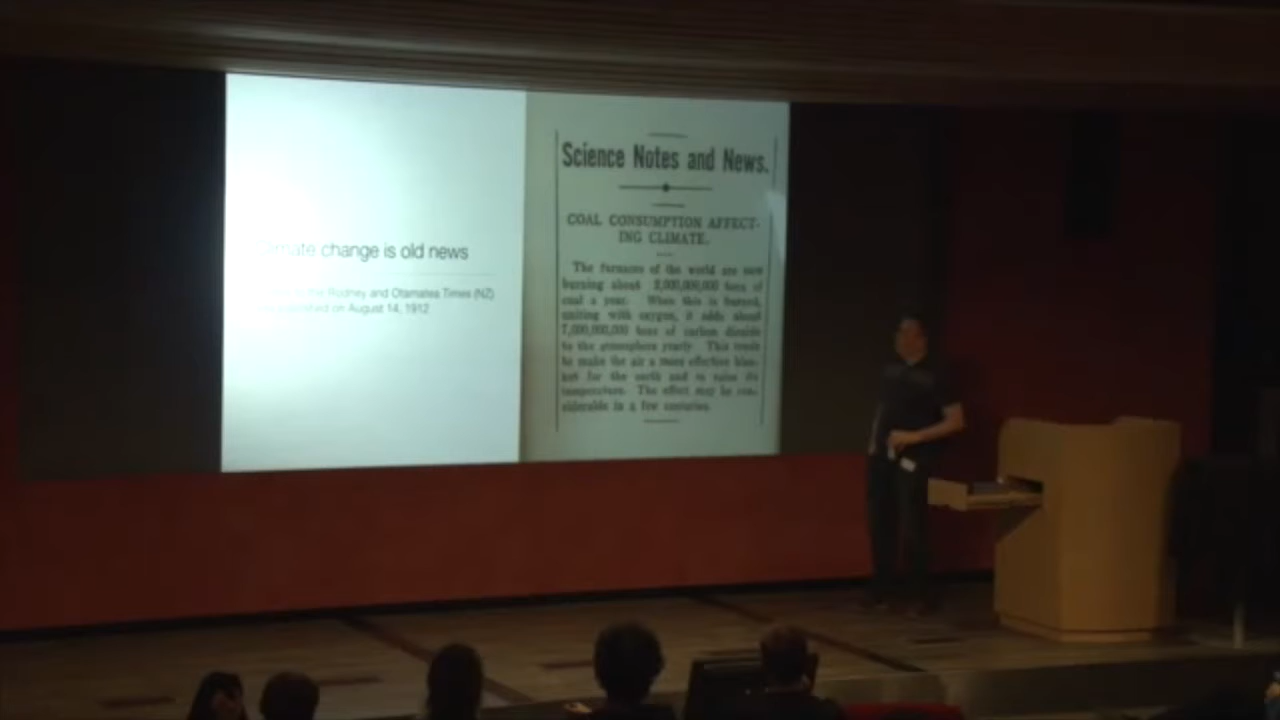 Climate change is old news
the Rodney and Otamatea Times (NZ)
published on August 14, 1912
Science Notes and News.
COAL CONSUMPTION AFFECT-
ING CLIMATE.
The furnaces of the world are now
burning about 2,000,000,000 tons of
coal a year. When this is burned,
uniting with oxygen, it adds about
7,000,000,000 tons of carbon dioxide
to the atmosphere yearly. This tends
to make the air a more effective blan-
ket for the earth and to raise its
temperature. The effect may be con-
siderable in a few centuries.